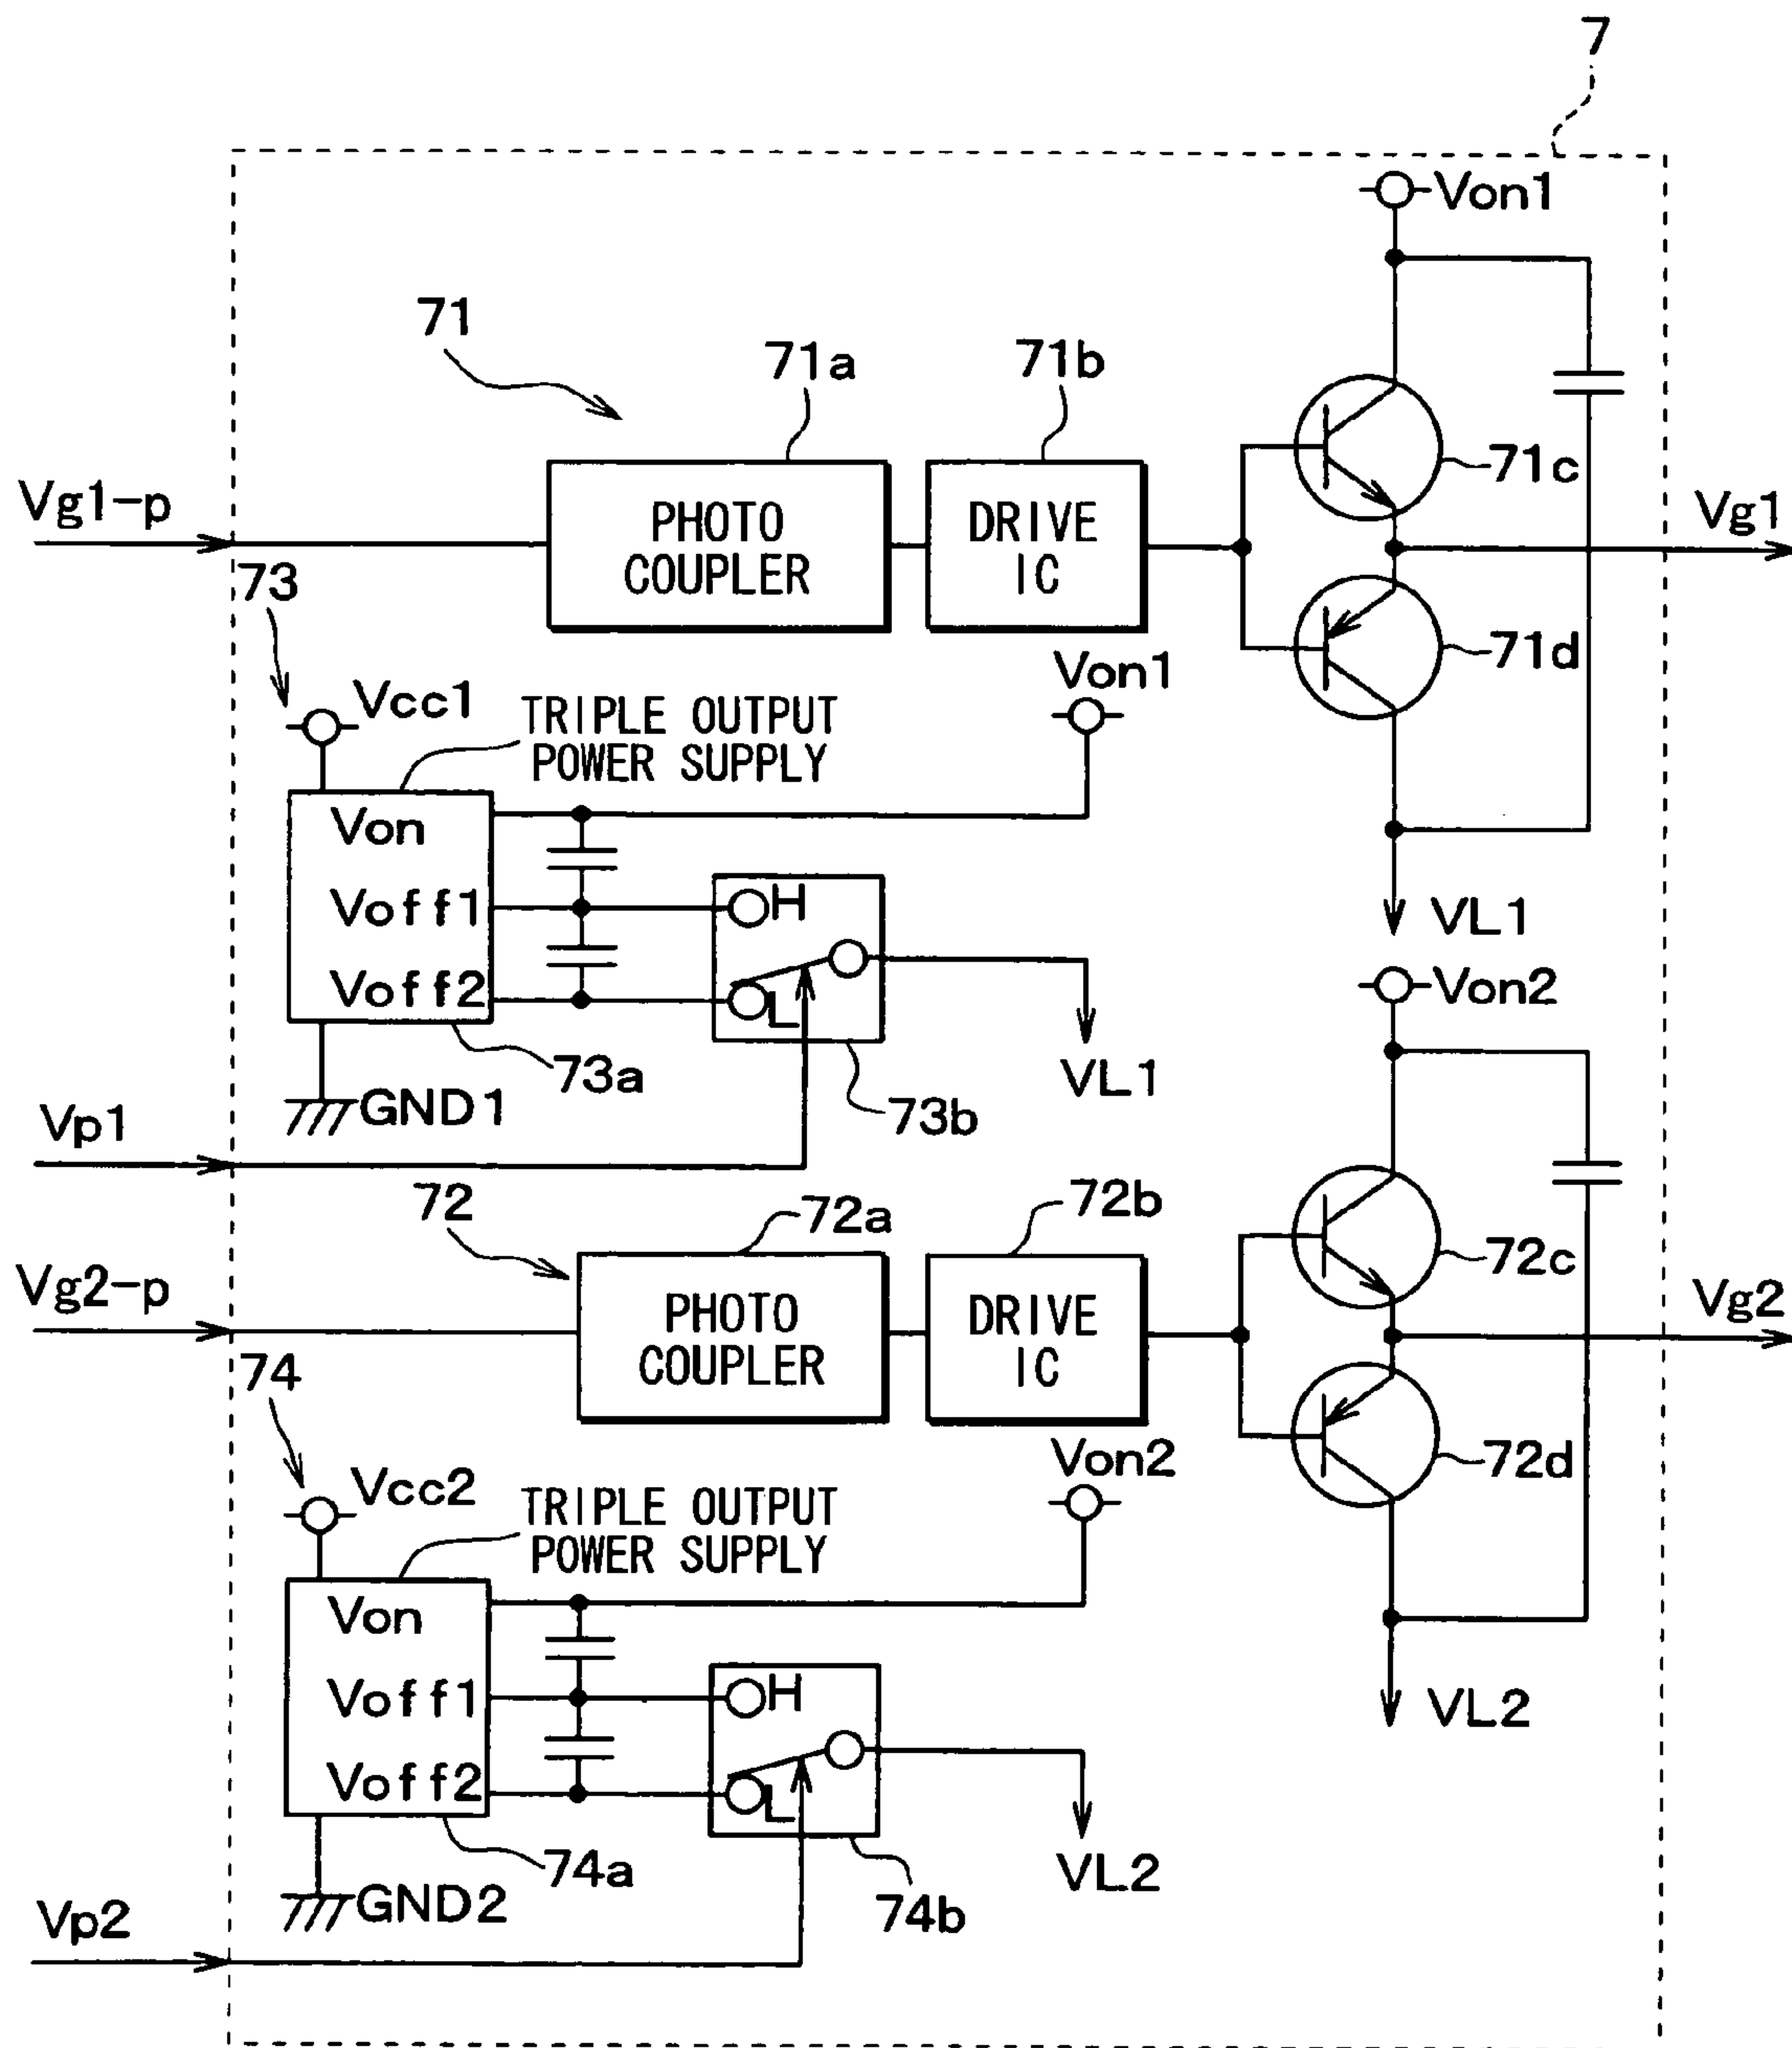 7
Von1
71
71a
71b
71c
Vg1-p
PHOTO
COUPLER
DRIVE
IC
Vg1
73
71d
Von1
Vcc1
TRIPLE OUTPUT
POWER SUPPLY
Von
Voff1
H
VL1
Voff2
L
Von2
73a
VL1
GND1
73b
Vp1
72
72a
72b
72c
Vg2-p
PHOTO
COUPLER
DRIVE
IC
Vg2
74
72d
Von2
Vcc2
TRIPLE OUTPUT
POWER SUPPLY
Von
Voff1
H
VL2
Voff2
L
74a
VL2
GND2
74b
Vp2